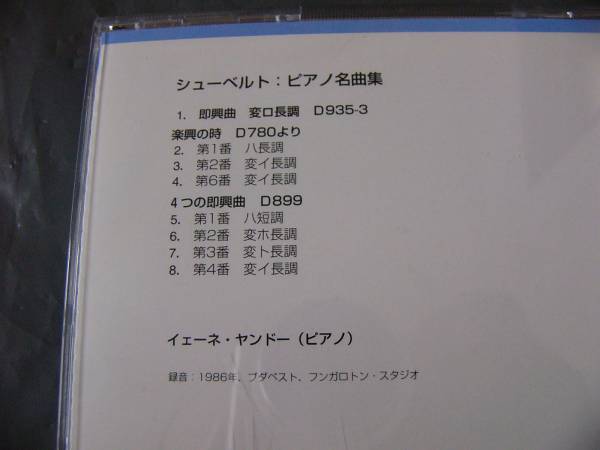 シューベルト：ピアノ名曲集
1. 即興曲 変ロ長調 D935-3
楽興の時 D780より
2. 第1番 ハ長調
3. 第2番 変イ長調
4. 第6番 変イ長調
4つの即興曲 D899
5. 第1番 ハ短調
6. 第2番 変ホ長調
7. 第3番 変ト長調
8. 第4番 変イ長調
イェーネ・ヤンドー（ピアノ）
録音：1986年、ブダペスト、フンガロトン・スタジオ